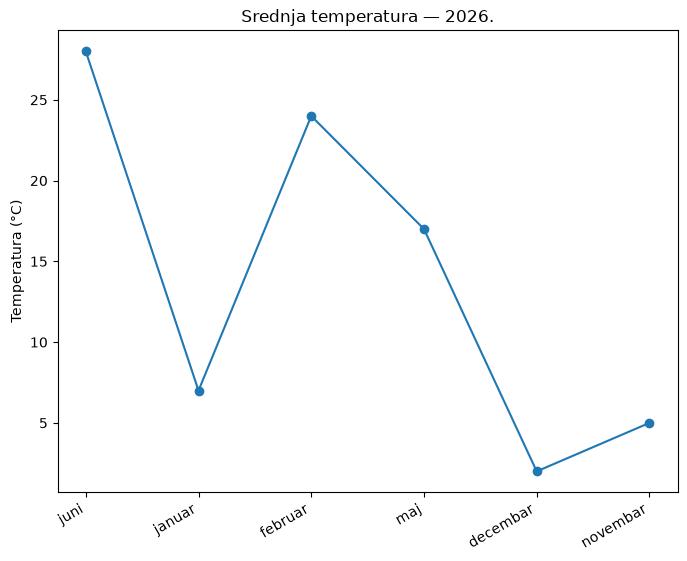 Srednja temperatura — 2026.
Temperatura (°C)
25
20
15
10
5
juni
januar
februar
maj
decembar
novembar